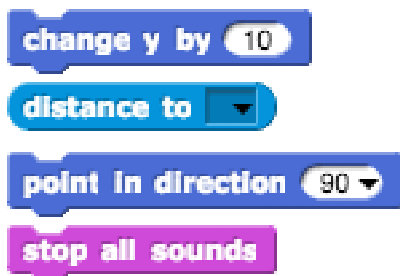 change y by 10
distance to
point in direction 90
stop all sounds